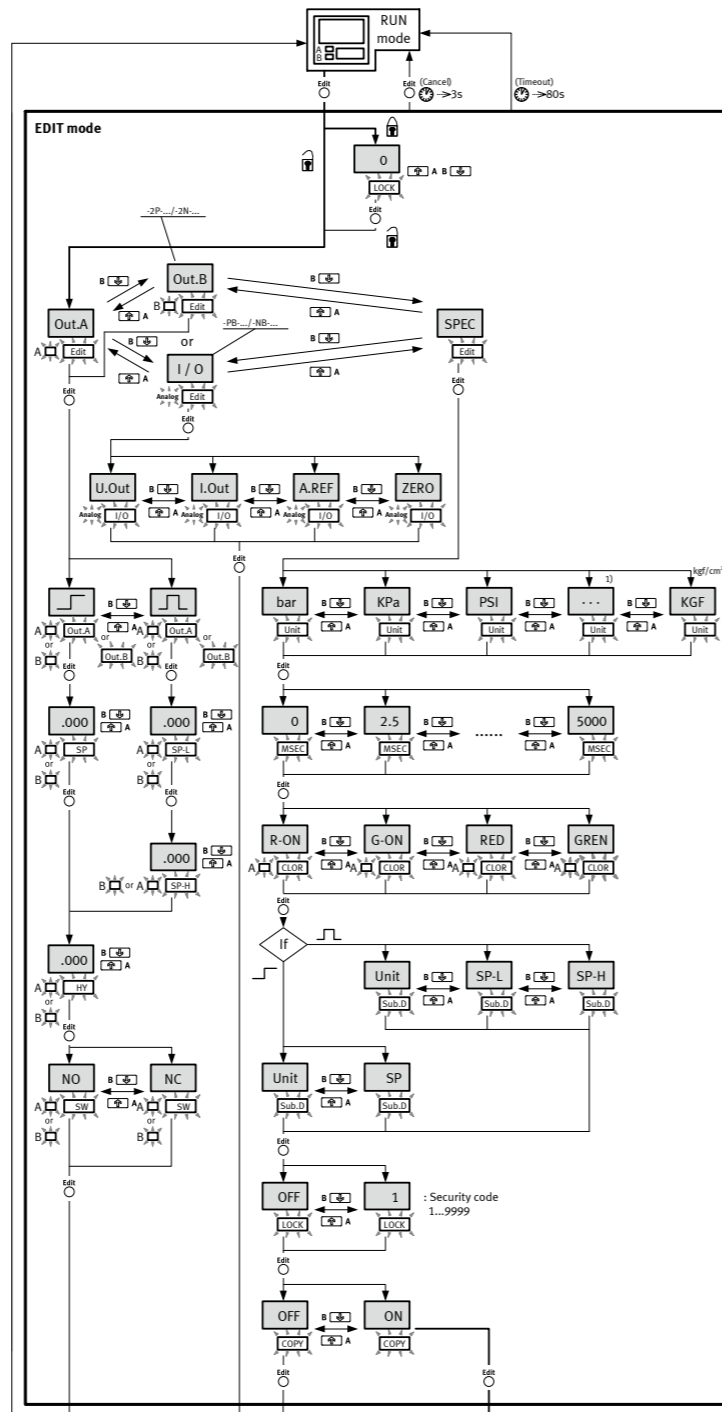 RUN
mode
A
B
Edit
Edit (Cancel) ->3s
(Timeout) ->80s
EDIT mode
0
LOCK
A B
Edit
-2P-.../-2N-...
Out.B
B Edit
B
A
B
A
Out.A
A Edit
or
-PB-.../-NB-...
I / O
Analog Edit
B
A
B
A
SPEC
Edit
Edit
Edit
Edit
U.Out B I.Out B A.REF B ZERO
Analog I/O A Analog I/O A Analog I/O A Analog I/O
Edit
Edit
B
A
A Out.A A Out.A
or or or or
B Out.B B Out.B
Edit Edit
kgf/cm²
1)
bar B KPa B PSI B ... B KGF
Unit A Unit A Unit A Unit A Unit
Edit
.000 B .000 B
A SP A A SP-L A
or or
B B
Edit Edit
0 B 2.5 B ...... B 5000
MSEC A MSEC A A MSEC
Edit
.000 B
A
B or A SP-H
R-ON B G-ON B RED B GREN
A CLOR A A CLOR A A CLOR A A CLOR
Edit
If
.000 B
A
A HY
or
B
Edit
Unit B SP-L B SP-H
Sub.D A Sub.D A Sub.D
NO B NC
A SW A A SW
or or
B B
Edit
Unit B SP
Sub.D A Sub.D
Edit
OFF B 1 : Security code
1...9999
LOCK A LOCK
Edit
OFF B ON
COPY A COPY
Edit Edit